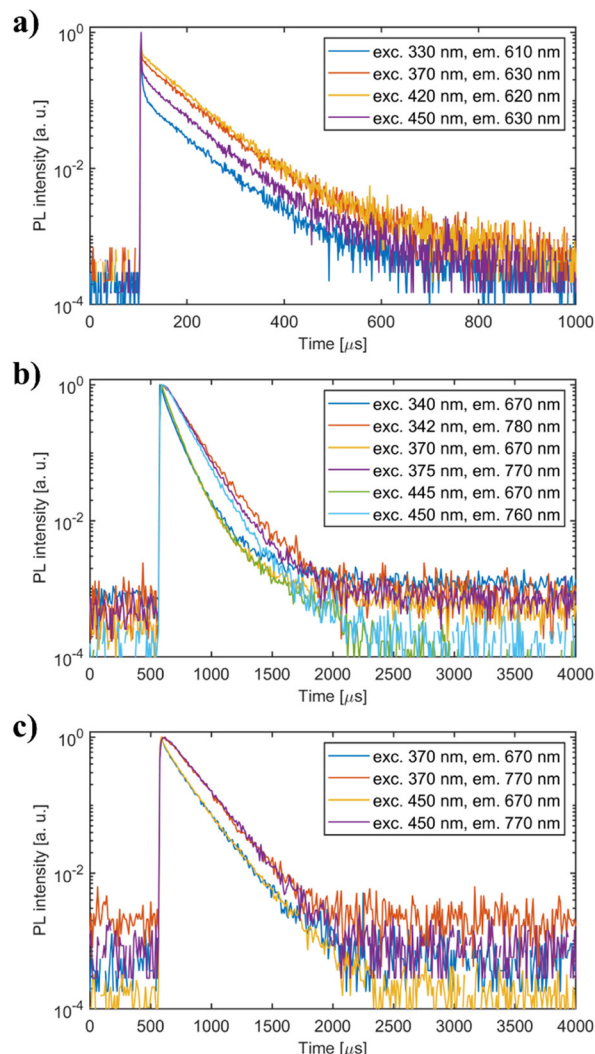 a)
10⁰
10⁻²
10⁻⁴
PL intensity [a. u.]
exc. 330 nm, em. 610 nm
exc. 370 nm, em. 630 nm
exc. 420 nm, em. 620 nm
exc. 450 nm, em. 630 nm
0 200 400 600 800 1000
Time [μs]
b)
10⁰
10⁻²
10⁻⁴
PL intensity [a. u.]
exc. 340 nm, em. 670 nm
exc. 342 nm, em. 780 nm
exc. 370 nm, em. 670 nm
exc. 375 nm, em. 770 nm
exc. 445 nm, em. 670 nm
exc. 450 nm, em. 760 nm
0 500 1000 1500 2000 2500 3000 3500 4000
Time [μs]
c)
10⁰
10⁻²
10⁻⁴
PL intensity [a. u.]
exc. 370 nm, em. 670 nm
exc. 370 nm, em. 770 nm
exc. 450 nm, em. 670 nm
exc. 450 nm, em. 770 nm
0 500 1000 1500 2000 2500 3000 3500 4000
Time [μs]